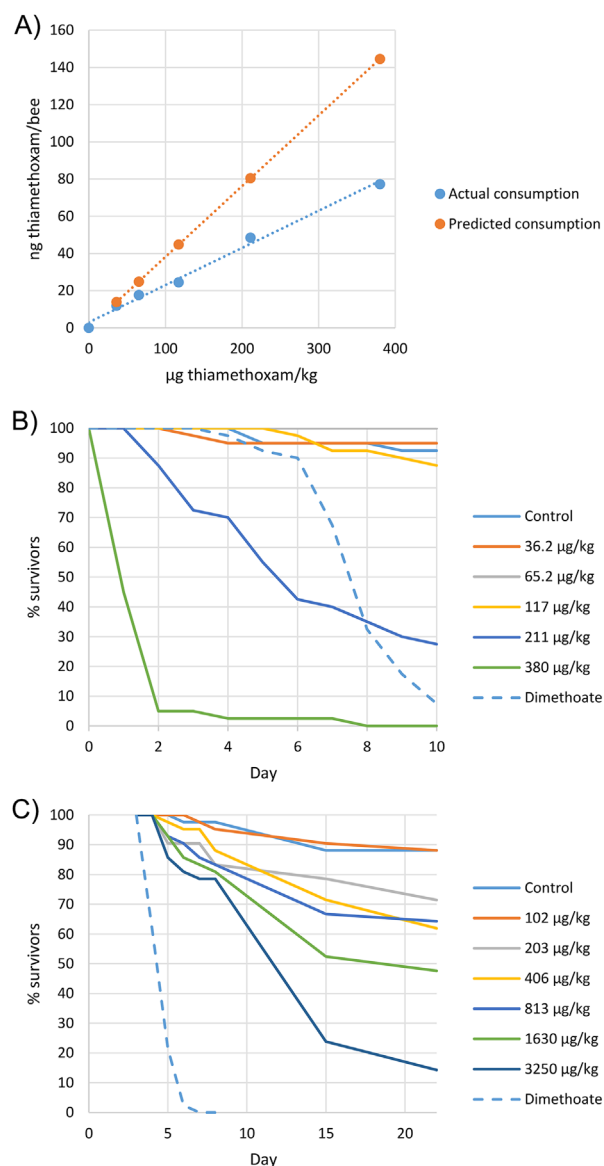 A)
ng thiamethoxam/bee
160
140
120
100
80
60
40
20
0
0 100 200 300 400
µg thiamethoxam/kg
Actual consumption
Predicted consumption
B)
% survivors
100
90
80
70
60
50
40
30
20
10
0
0 2 4 6 8 10
Day
Control
36.2 µg/kg
65.2 µg/kg
117 µg/kg
211 µg/kg
380 µg/kg
Dimethoate
C)
% survivors
100
90
80
70
60
50
40
30
20
10
0
0 5 10 15 20
Day
Control
102 µg/kg
203 µg/kg
406 µg/kg
813 µg/kg
1630 µg/kg
3250 µg/kg
Dimethoate